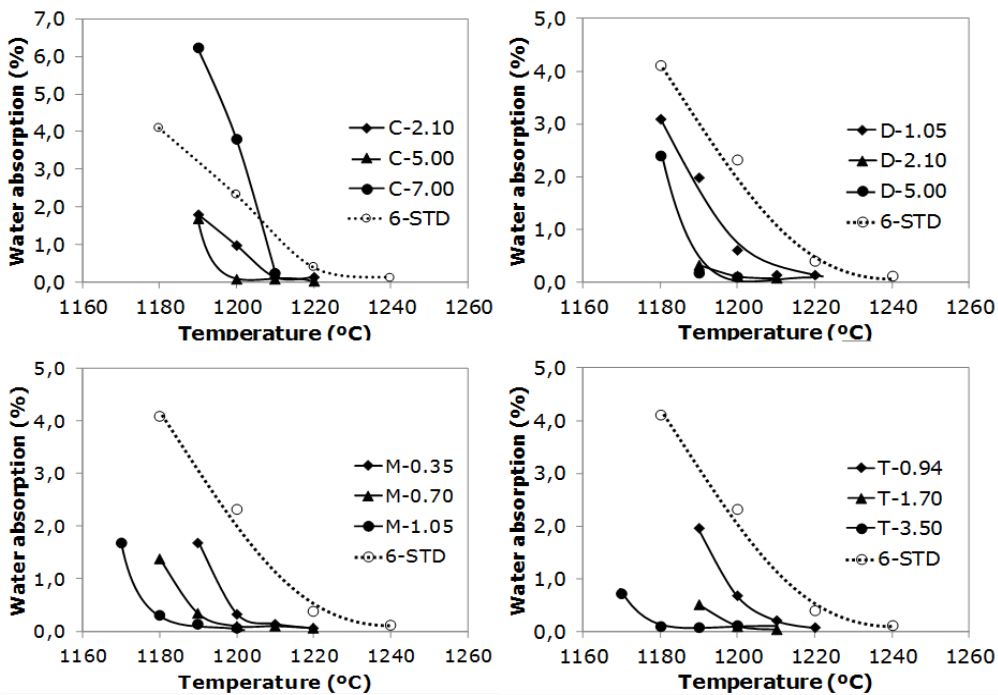 7,0
6,0
5,0
4,0
3,0
2,0
1,0
0,0
Water absorption (%)
1160 1180 1200 1220 1240 1260
Temperature (ºC)
C-2.10
C-5.00
C-7.00
6-STD
5,0
4,0
3,0
2,0
1,0
0,0
Water absorption (%)
1160 1180 1200 1220 1240 1260
Temperature (ºC)
D-1.05
D-2.10
D-5.00
6-STD
5,0
4,0
3,0
2,0
1,0
0,0
Water absorption (%)
1160 1180 1200 1220 1240 1260
Temperature (ºC)
M-0.35
M-0.70
M-1.05
6-STD
5,0
4,0
3,0
2,0
1,0
0,0
Water absorption (%)
1160 1180 1200 1220 1240 1260
Temperature (ºC)
T-0.94
T-1.70
T-3.50
6-STD